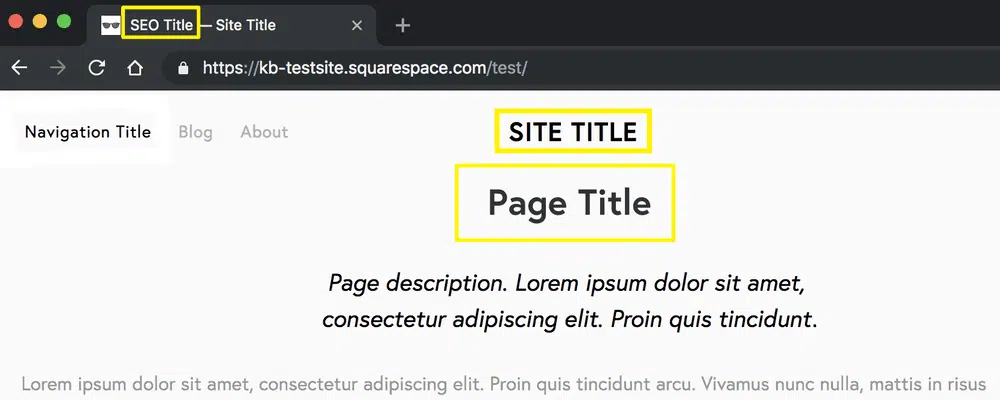 SEO Title — Site Title
https://kb-testsite.squarespace.com/test/
Navigation Title Blog About
SITE TITLE
Page Title
Page description. Lorem ipsum dolor sit amet,
consectetur adipiscing elit. Proin quis tincidunt.
Lorem ipsum dolor sit amet, consectetur adipiscing elit. Proin quis tincidunt arcu. Vivamus nunc nulla, mattis in risus